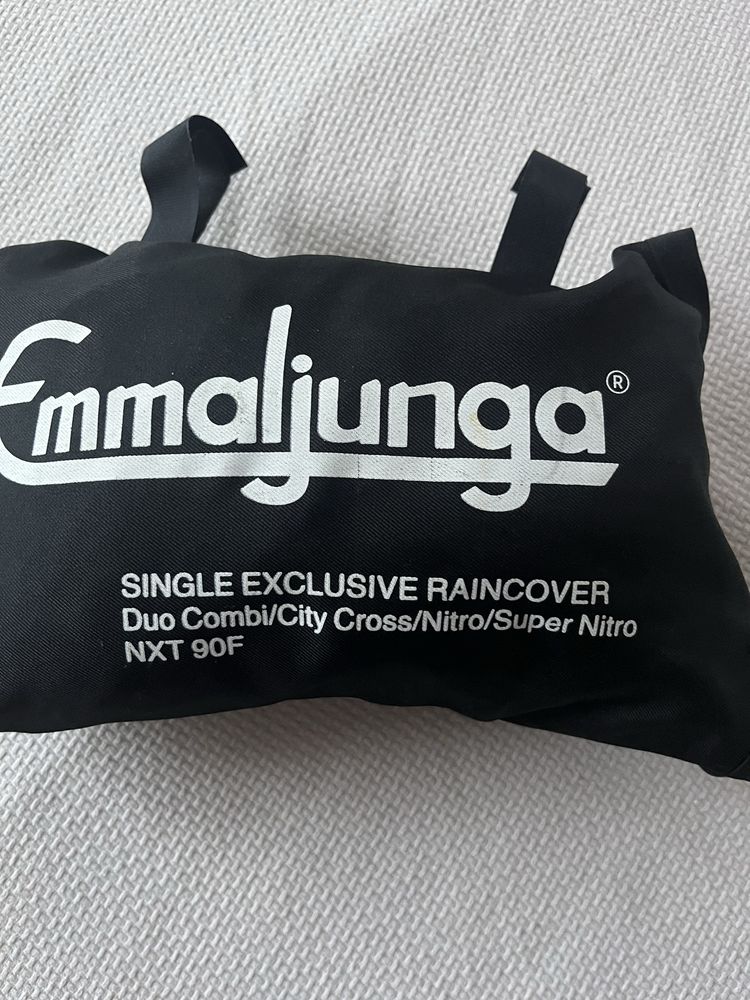 Emmaljunga®
SINGLE EXCLUSIVE RAINCOVER
Duo Combi/City Cross/Nitro/Super Nitro
NXT 90F